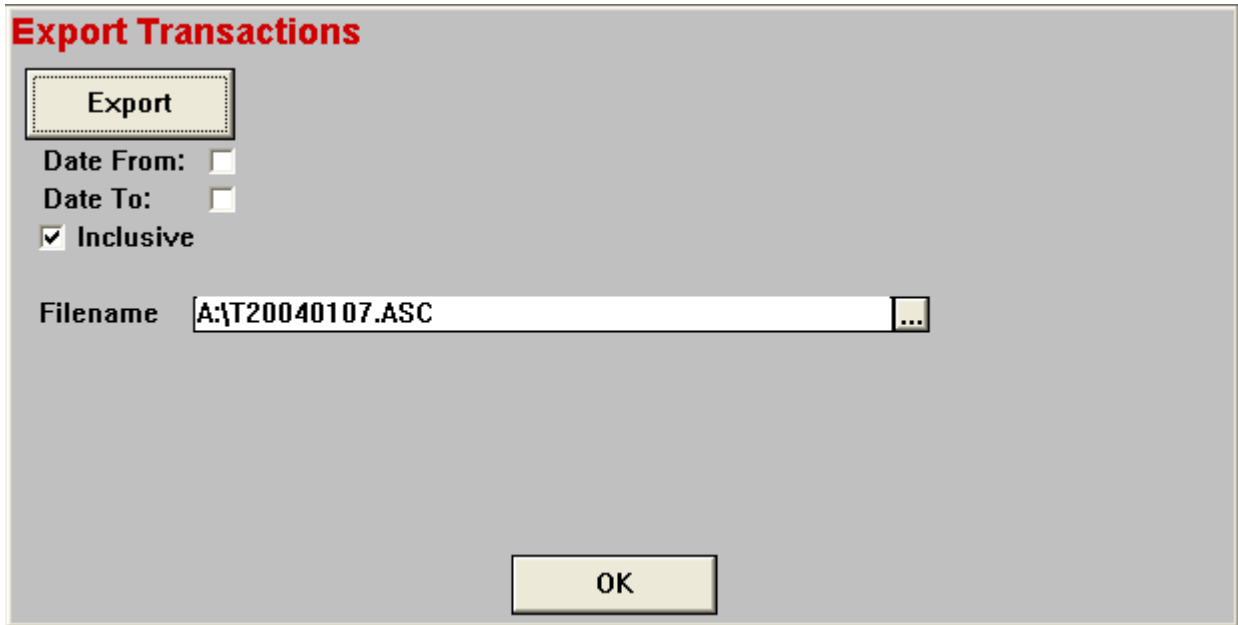 Export Transactions
Export
Date From:
Date To:
Inclusive
Filename A:\T20040107.ASC ...
OK